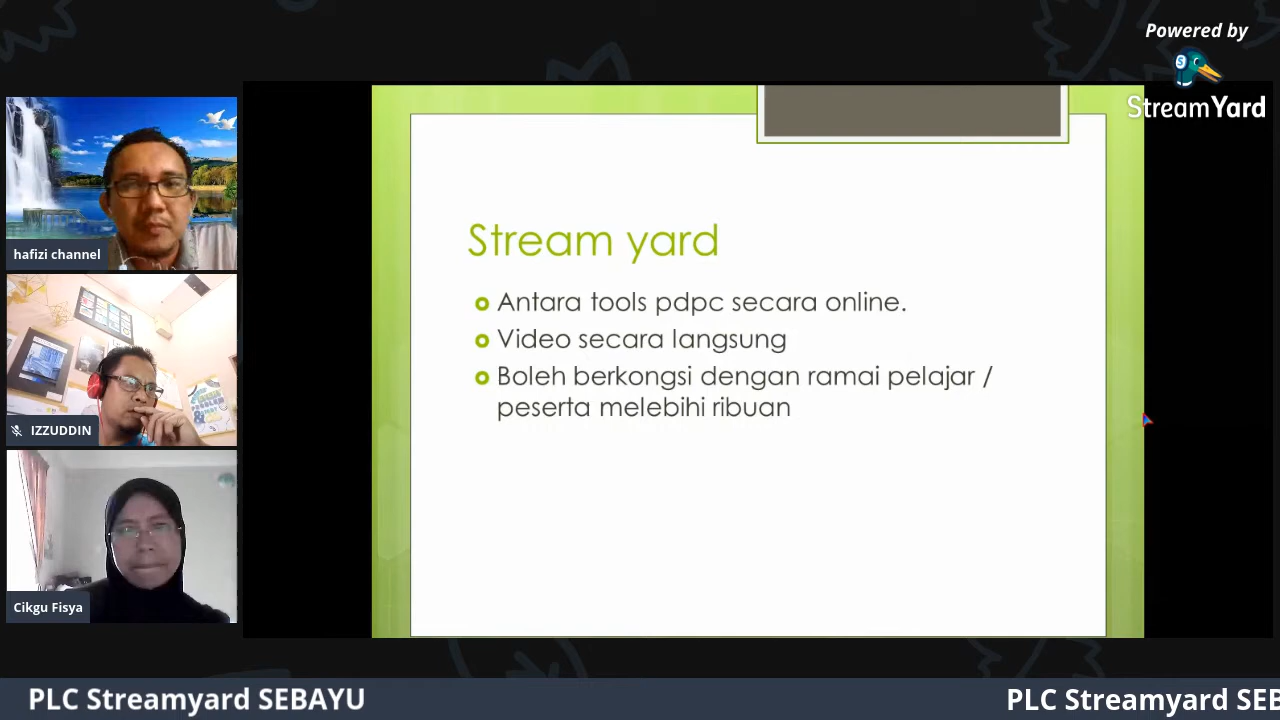 Powered by
StreamYard
hafizi channel
IZZUDDIN
Cikgu Fisya
Stream yard
Antara tools pdpc secara online.
Video secara langsung
Boleh berkongsi dengan ramai pelajar /
peserta melebihi ribuan
PLC Streamyard SEBAYU
PLC Streamyard SEB